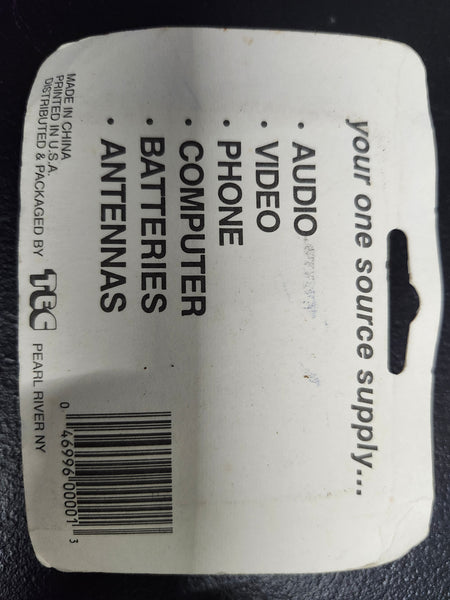 your one source supply...
• AUDIO
• VIDEO
• PHONE
• COMPUTER
• BATTERIES
• ANTENNAS
MADE IN CHINA
PRINTED IN U.S.A.
DISTRIBUTED & PACKAGED BY TEC PEARL RIVER NY
0 46996 00001 3